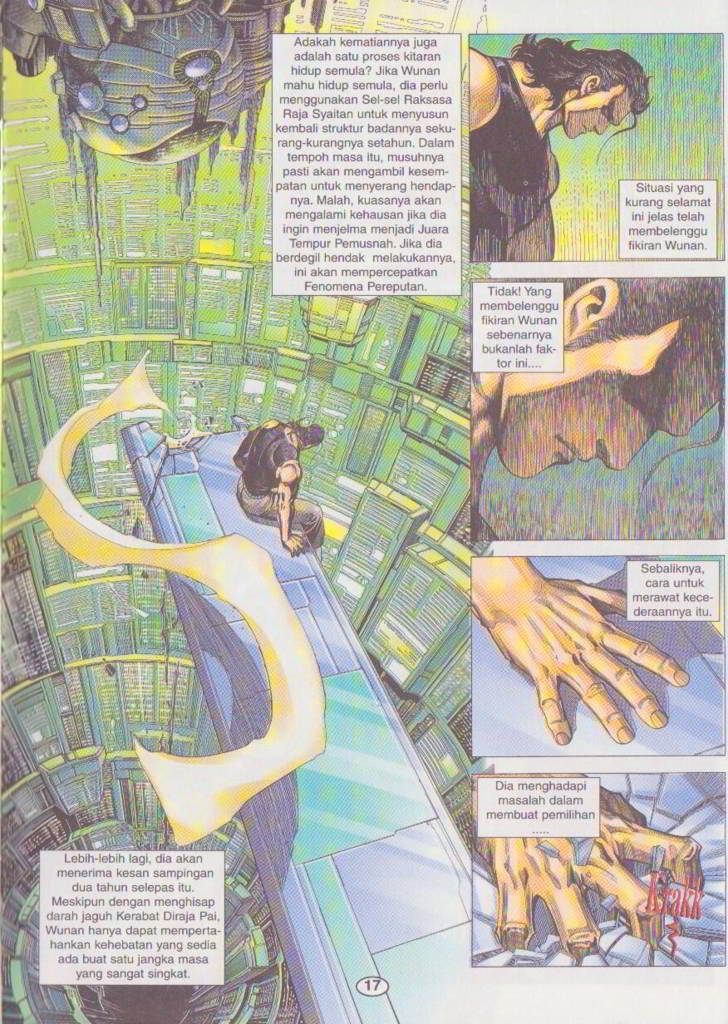 Adakah kematiannya juga
adalah satu proses kitaran
hidup semula? Jika Wunan
mahu hidup semula, dia perlu
menggunakan Sel-sel Raksasa
Raja Syaitan untuk menyusun
kembali struktur badannya seku-
rang-kurangnya setahun. Dalam
tempoh masa itu, musuhnya
pasti akan mengambil kesem-
patan untuk menyerang hendap-
nya. Malah, kuasanya akan
mengalami kehausan jika dia
ingin menjelma menjadi Juara
Tempur Pemusnah. Jika dia
berdegil hendak melakukannya,
ini akan mempercepatkan
Fenomena Pereputan.
Lebih-lebih lagi, dia akan
menerima kesan sampingan
dua tahun selepas itu.
Meskipun dengan menghisap
darah jaguh Kerabat Diraja Pai,
Wunan hanya dapat memperta-
hankan kehebatan yang sedia
ada buat satu jangka masa
yang sangat singkat.
Situasi yang
kurang selamat
ini jelas telah
membelenggu
fikiran Wunan.
Tidak! Yang
membelenggu
fikiran Wunan
sebenarnya
bukanlah fak-
tor ini....
Sebaliknya,
cara untuk
merawat kece-
deraannya itu.
Dia menghadapi
masalah dalam
membuat pemilihan
.....
Krakk
17